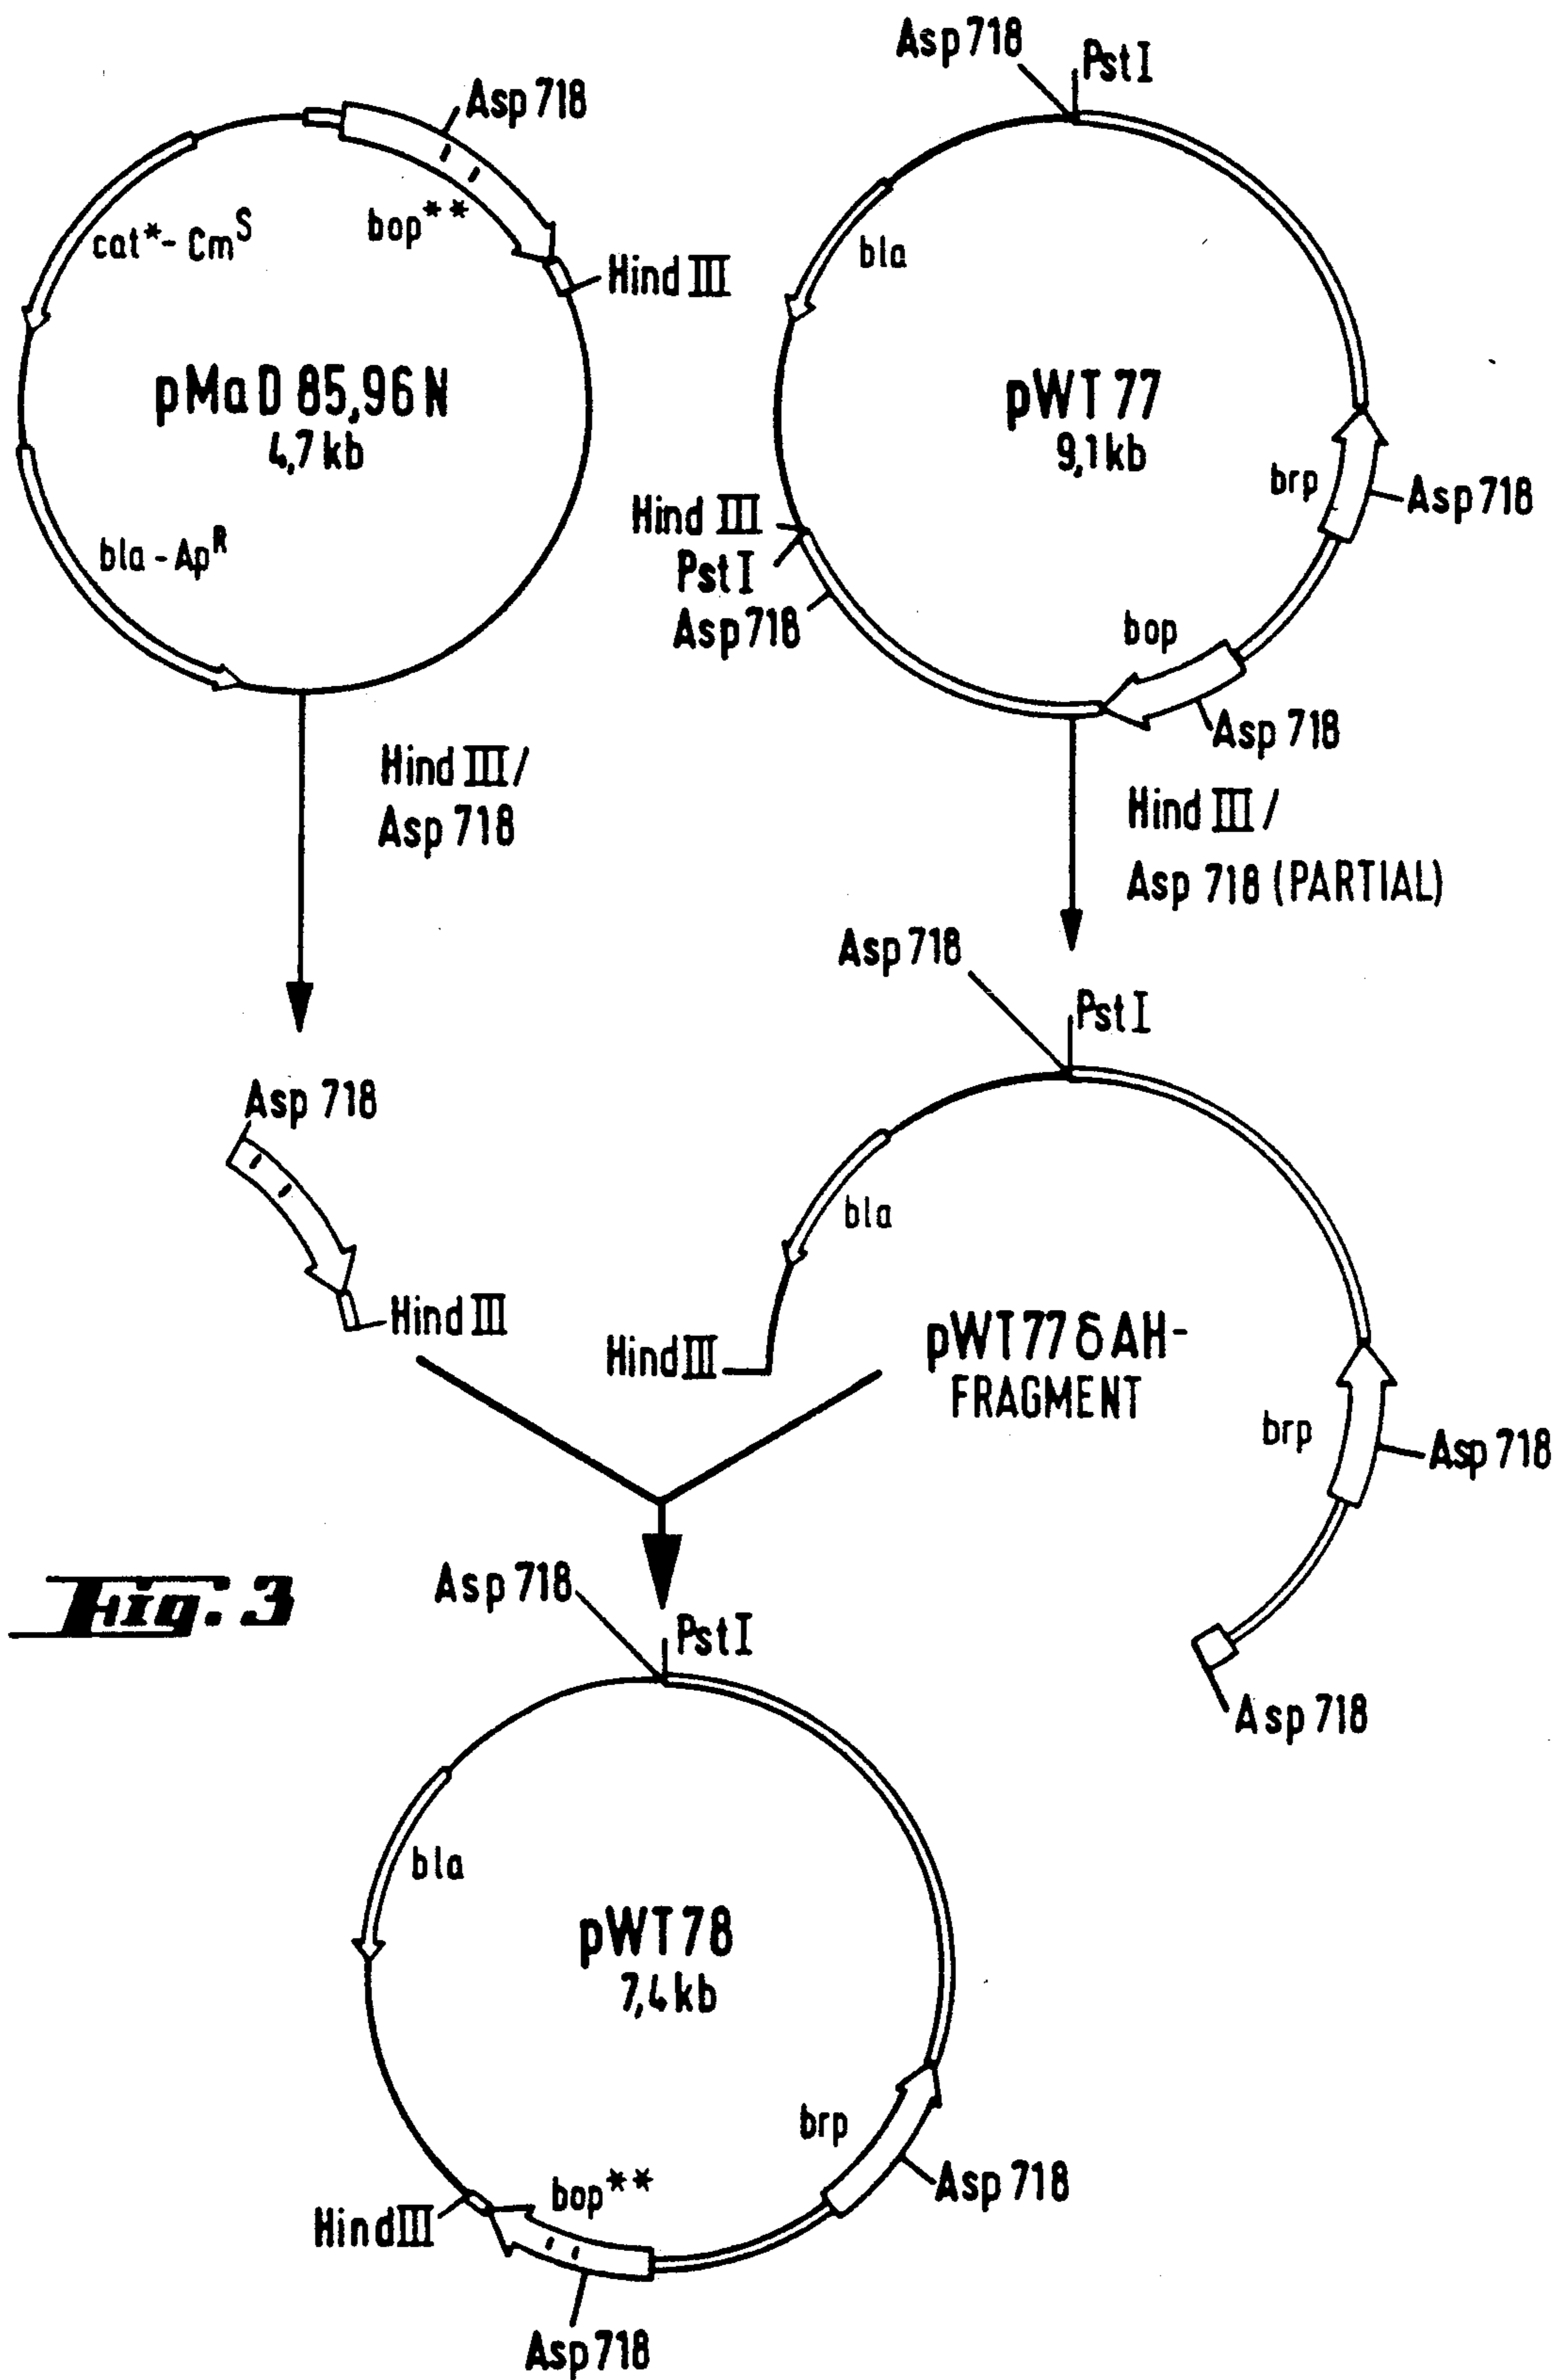 Asp 718
bop**
cat*- Cm^S
Hind III
pMa D 85,96 N
4,7 kb
bla - Ap^R
Asp 718
Pst I
bla
pWT 77
9,1 kb
brp
Asp 718
Hind III
Pst I
Asp 718
bop
Asp 718
Hind III /
Asp 718
Hind III /
Asp 718 (PARTIAL)
Asp 718
Hind III
Asp 718
Pst I
bla
Hind III
pWT 77 δ AH-
FRAGMENT
brp
Asp 718
Asp 718
Fig. 3
Asp 718
Pst I
bla
pWT 78
7,4 kb
brp
Asp 718
bop**
Hind III
Asp 718